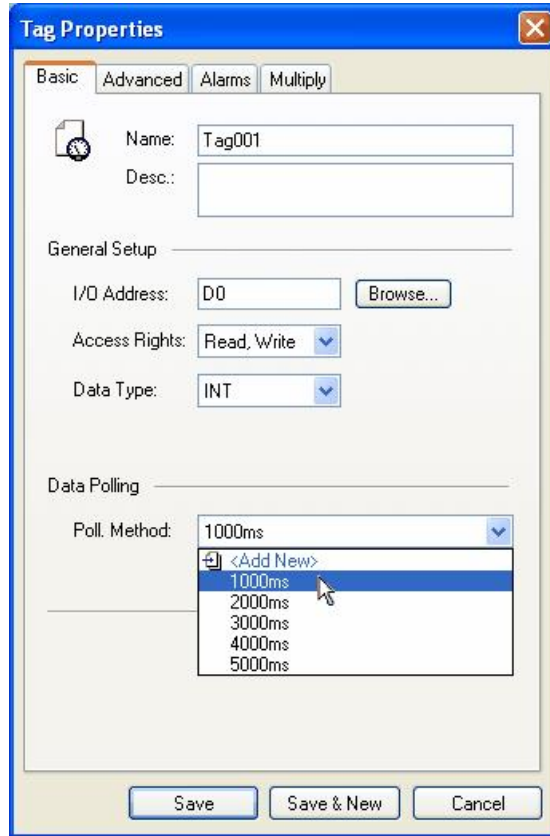 Tag Properties
Basic Advanced Alarms Multiply
Name: Tag001
Desc.:
General Setup
I/O Address: D0 Browse...
Access Rights: Read, Write
Data Type: INT
Data Polling
Poll. Method: 1000ms
<Add New>
1000ms
2000ms
3000ms
4000ms
5000ms
Save Save & New Cancel